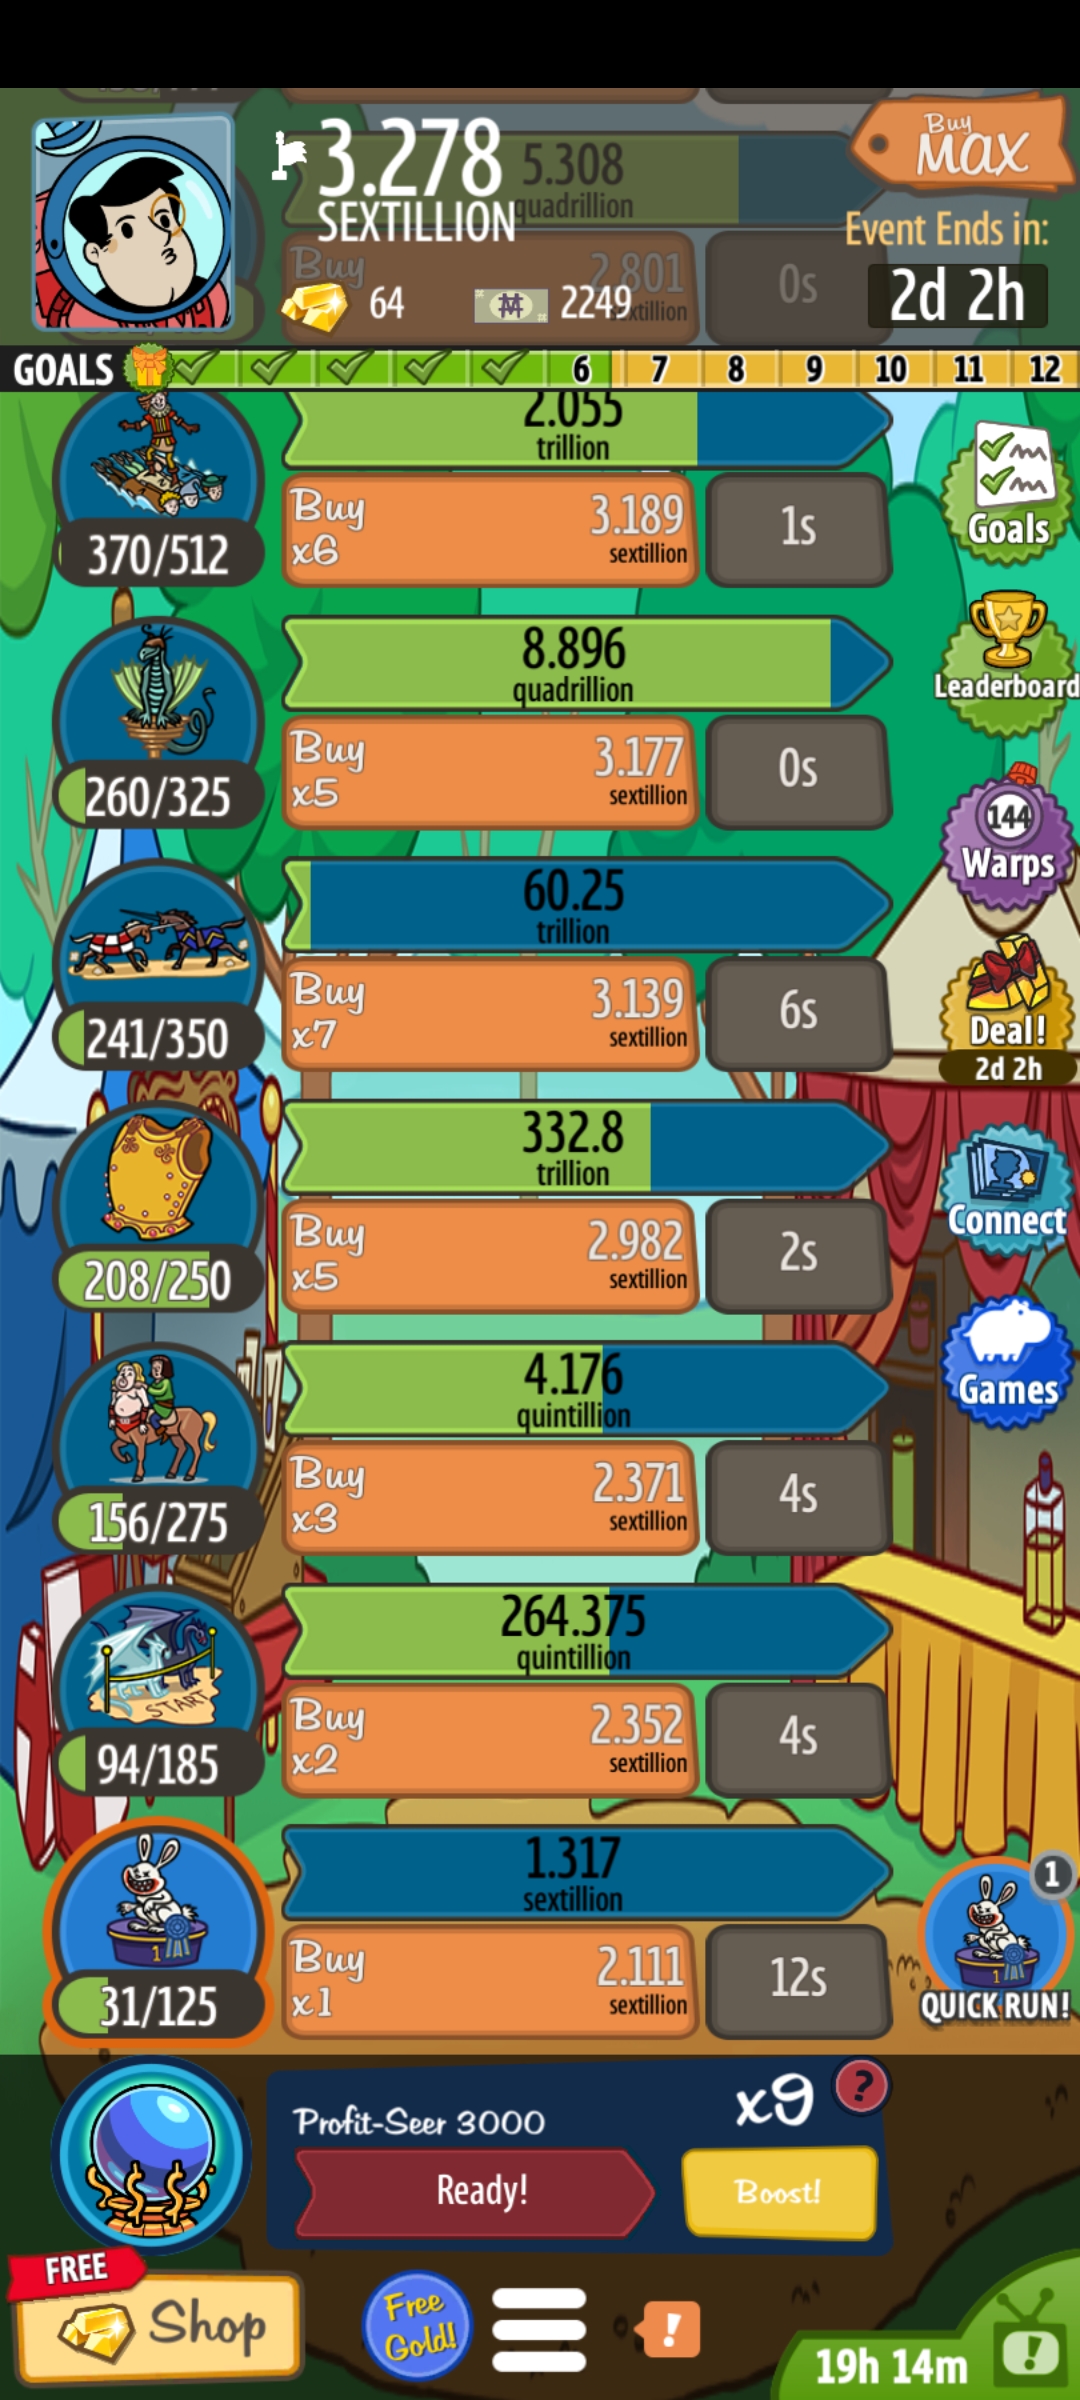 3.278
SEXTILLION
5.308
quadrillion
Buy
MAX
Event Ends in:
2d 2h
Buy
2.801
0s
64
2249
GOALS 6 7 8 9 10 11 12
2.055
trillion
370/512
Buy
x6
3.189
sextillion
1s
Goals
8.896
quadrillion
Leaderboard
260/325
Buy
x5
3.177
sextillion
0s
144
Warps
60.25
trillion
241/350
Buy
x7
3.139
sextillion
6s
Deal!
2d 2h
332.8
trillion
208/250
Buy
x5
2.982
sextillion
2s
Connect
4.176
quintillion
Games
156/275
Buy
x3
2.371
sextillion
4s
264.375
quintillion
START
94/185
Buy
x2
2.352
sextillion
4s
1.317
sextillion
1
31/125
Buy
x1
2.111
sextillion
12s
1
1
QUICK RUN!
Profit-Seer 3000
x9
?
Ready!
Boost!
FREE
Shop
Free
Gold!
!
19h 14m
!